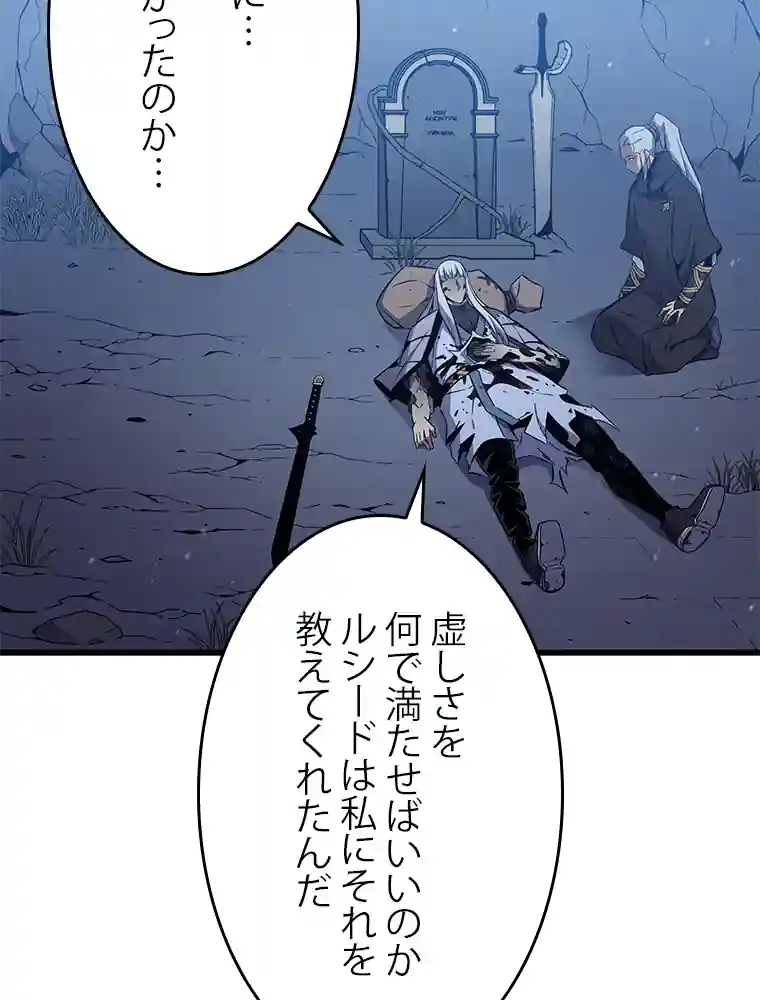 に…
かったのか…
虚しさを
何で満たせばいいのか
ルシードは私にそれを
教えてくれたんだ